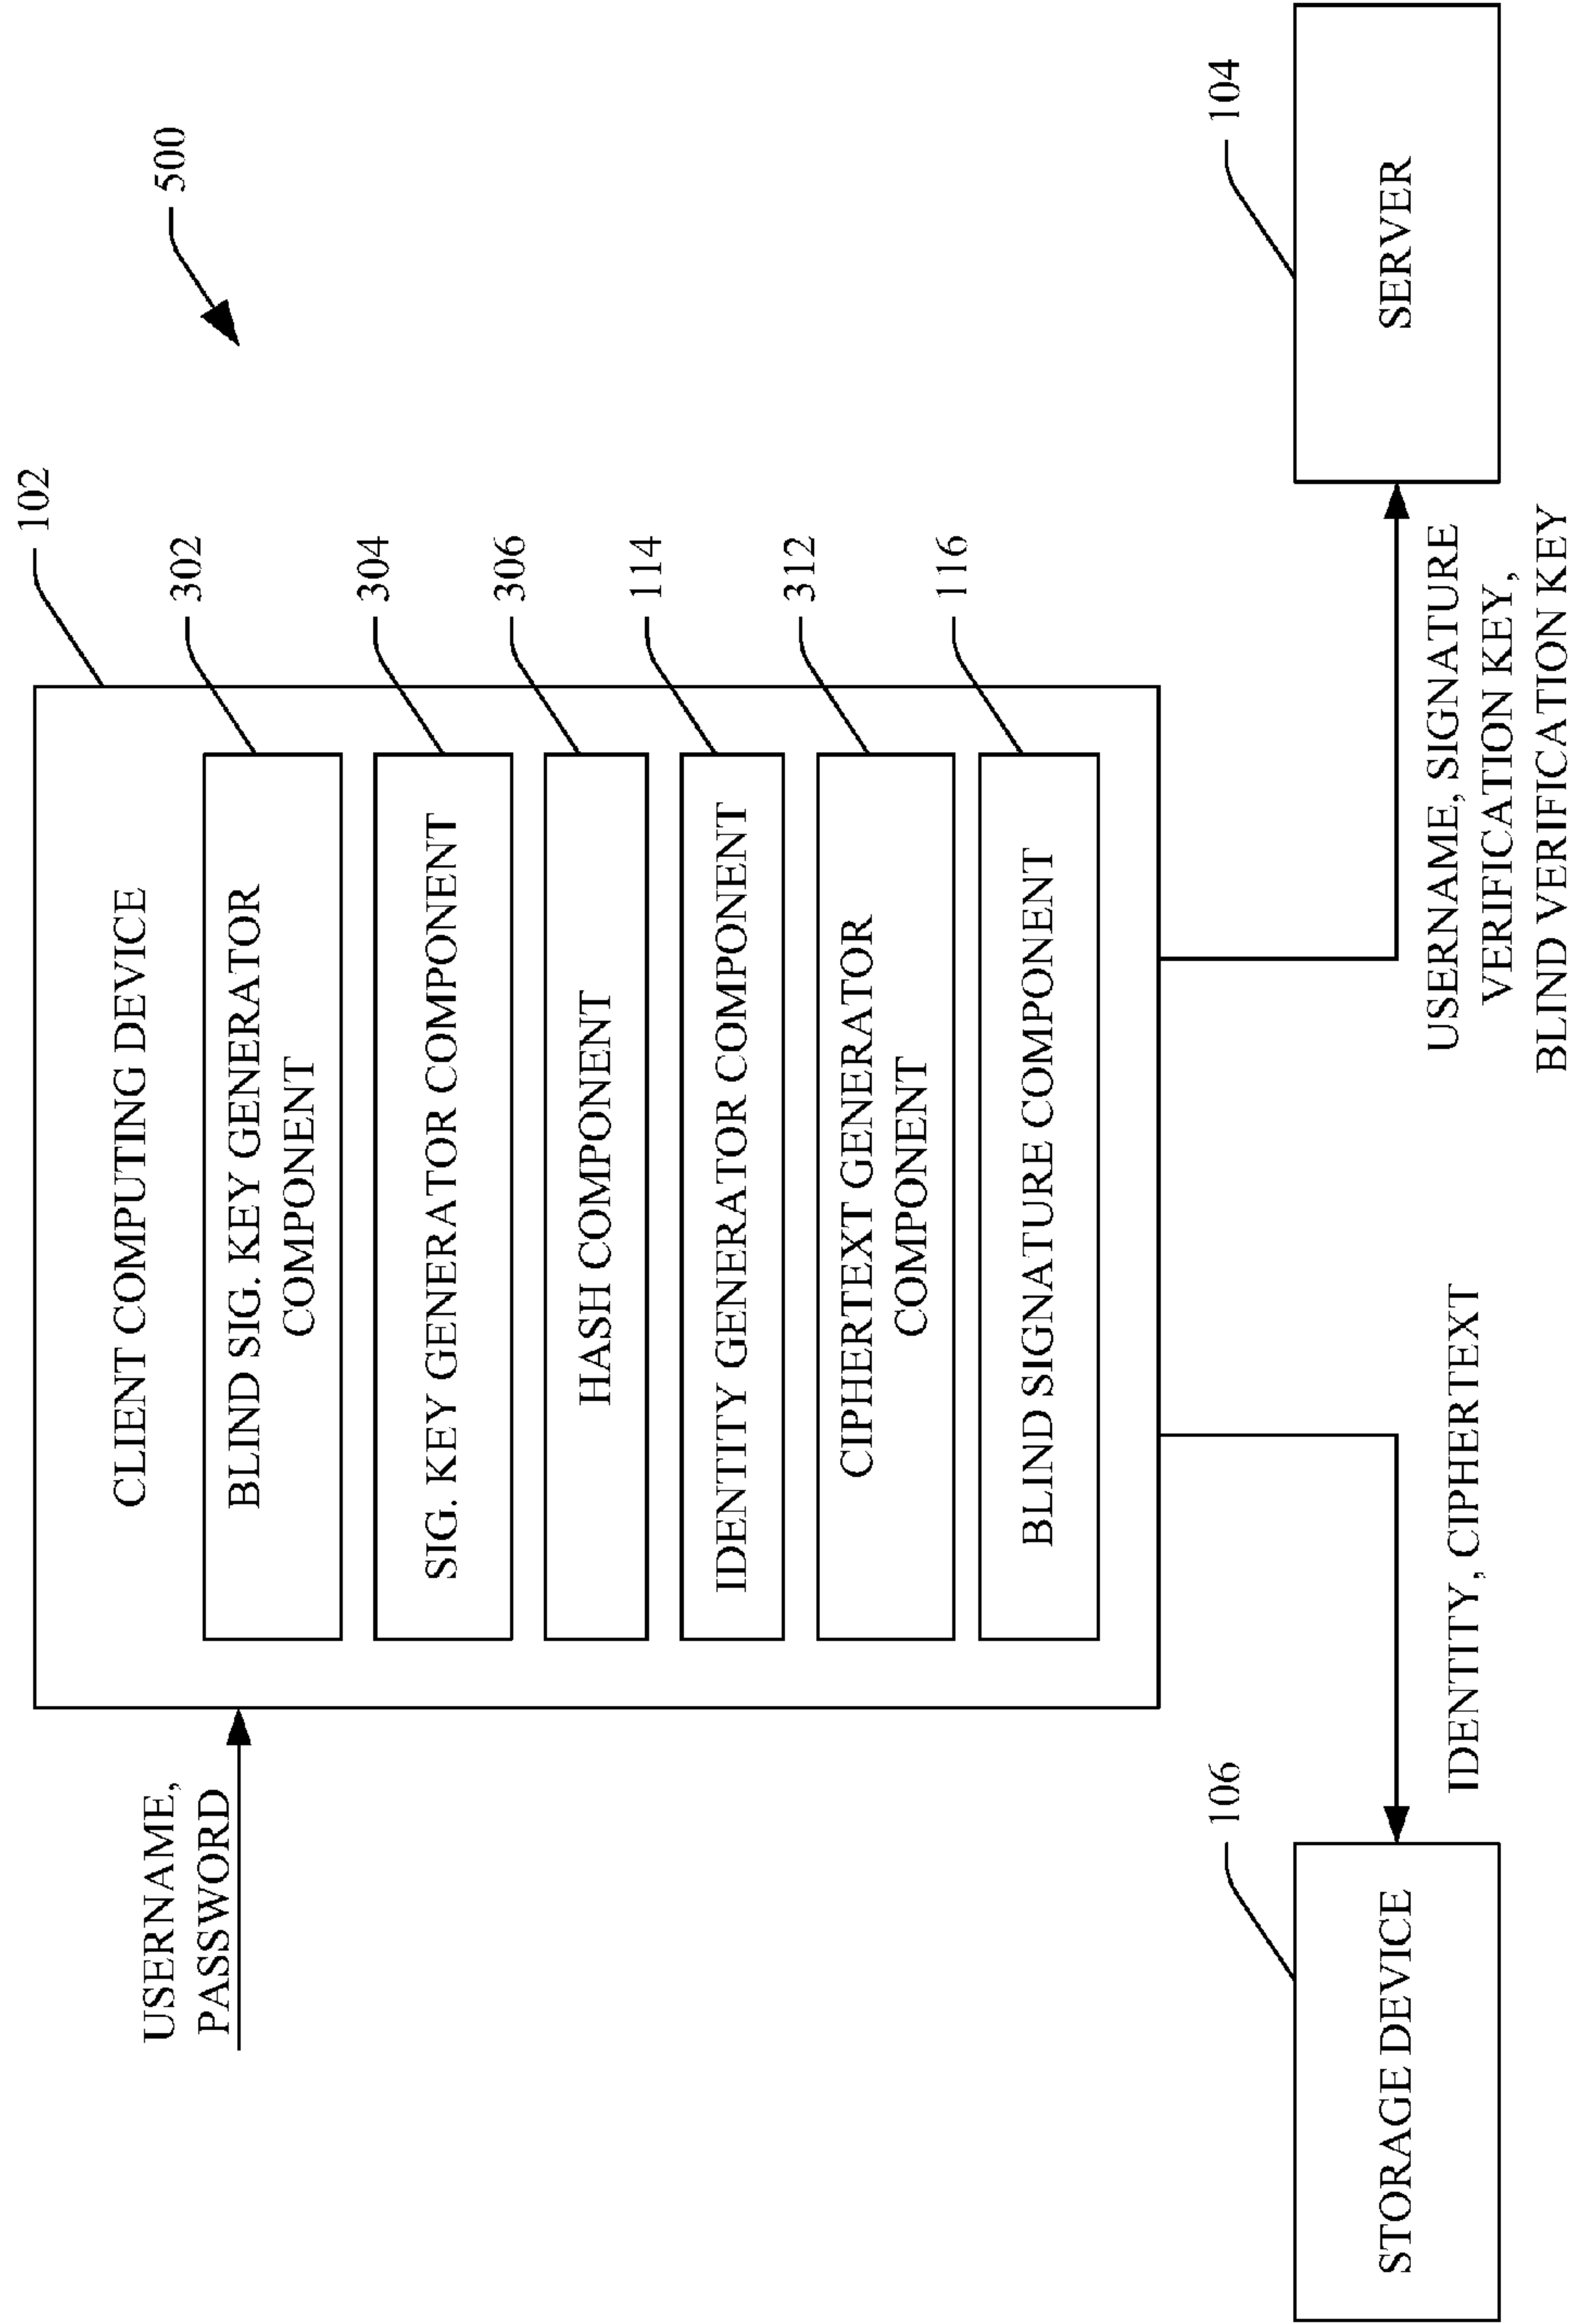 500
102
CLIENT COMPUTING DEVICE
USERNAME,
PASSWORD
302
BLIND SIG. KEY GENERATOR
COMPONENT
304
SIG. KEY GENERATOR COMPONENT
306
HASH COMPONENT
114
IDENTITY GENERATOR COMPONENT
312
CIPHERTEXT GENERATOR
COMPONENT
116
BLIND SIGNATURE COMPONENT
106
STORAGE DEVICE
IDENTITY, CIPHERTEXT
104
SERVER
USERNAME, SIGNATURE
VERIFICATION KEY,
BLIND VERIFICATION KEY